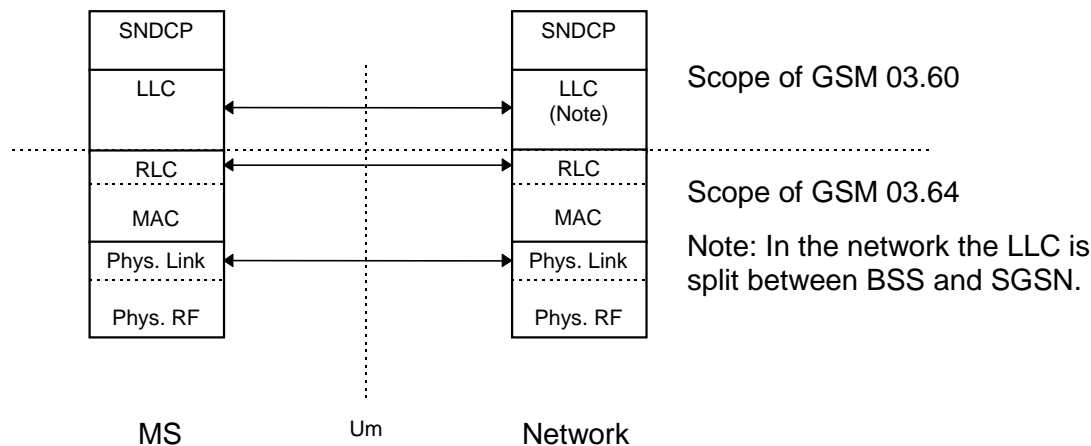 SNDCP
LLC
RLC
MAC
Phys. Link
Phys. RF
MS
Um
SNDCP
LLC
(Note)
RLC
MAC
Phys. Link
Phys. RF
Network
Scope of GSM 03.60
Scope of GSM 03.64
Note: In the network the LLC is
split between BSS and SGSN.